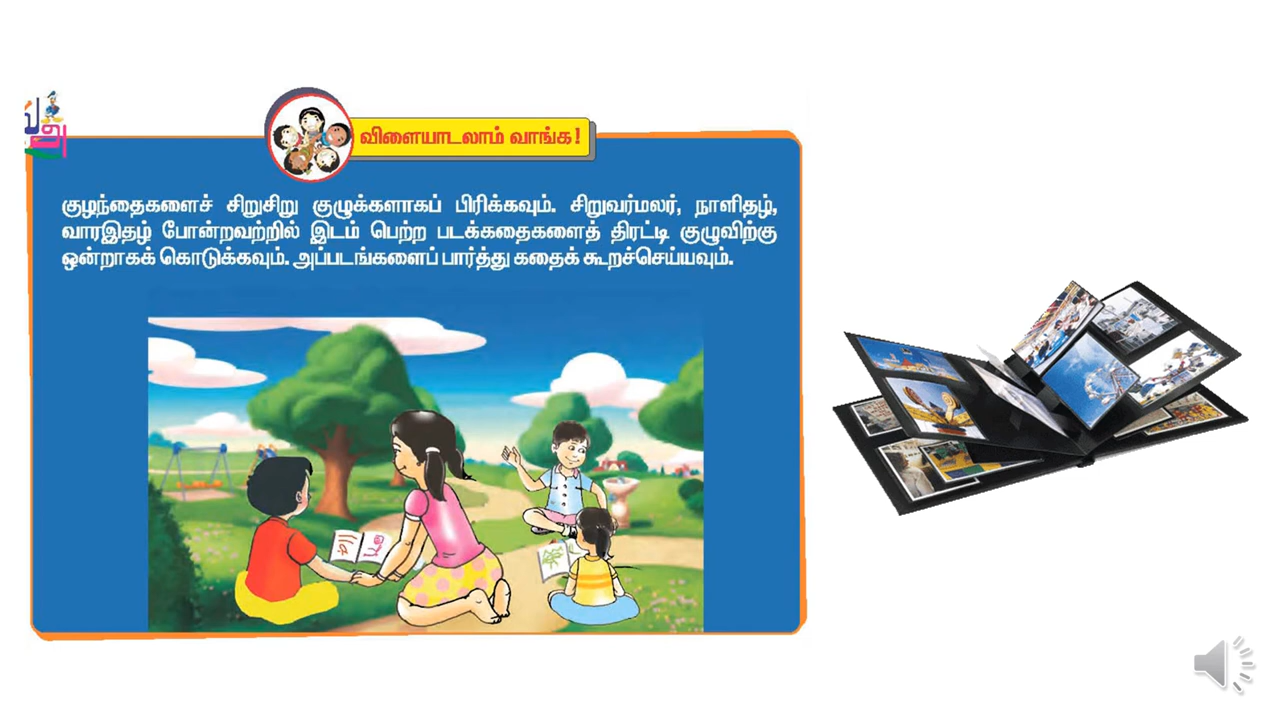 விளையாடலாம் வாங்க !
குழந்தைகளைச் சிறுசிறு குழுக்களாகப் பிரிக்கவும். சிறுவர்மலர், நாளிதழ்,
வாரஇதழ் போன்றவற்றில் இடம் பெற்ற படக்கதைகளைத் திரட்டி குழுவிற்கு
ஒன்றாகக் கொடுக்கவும். அப்படங்களைப் பார்த்து கதைக் கூறச்செய்யவும்.